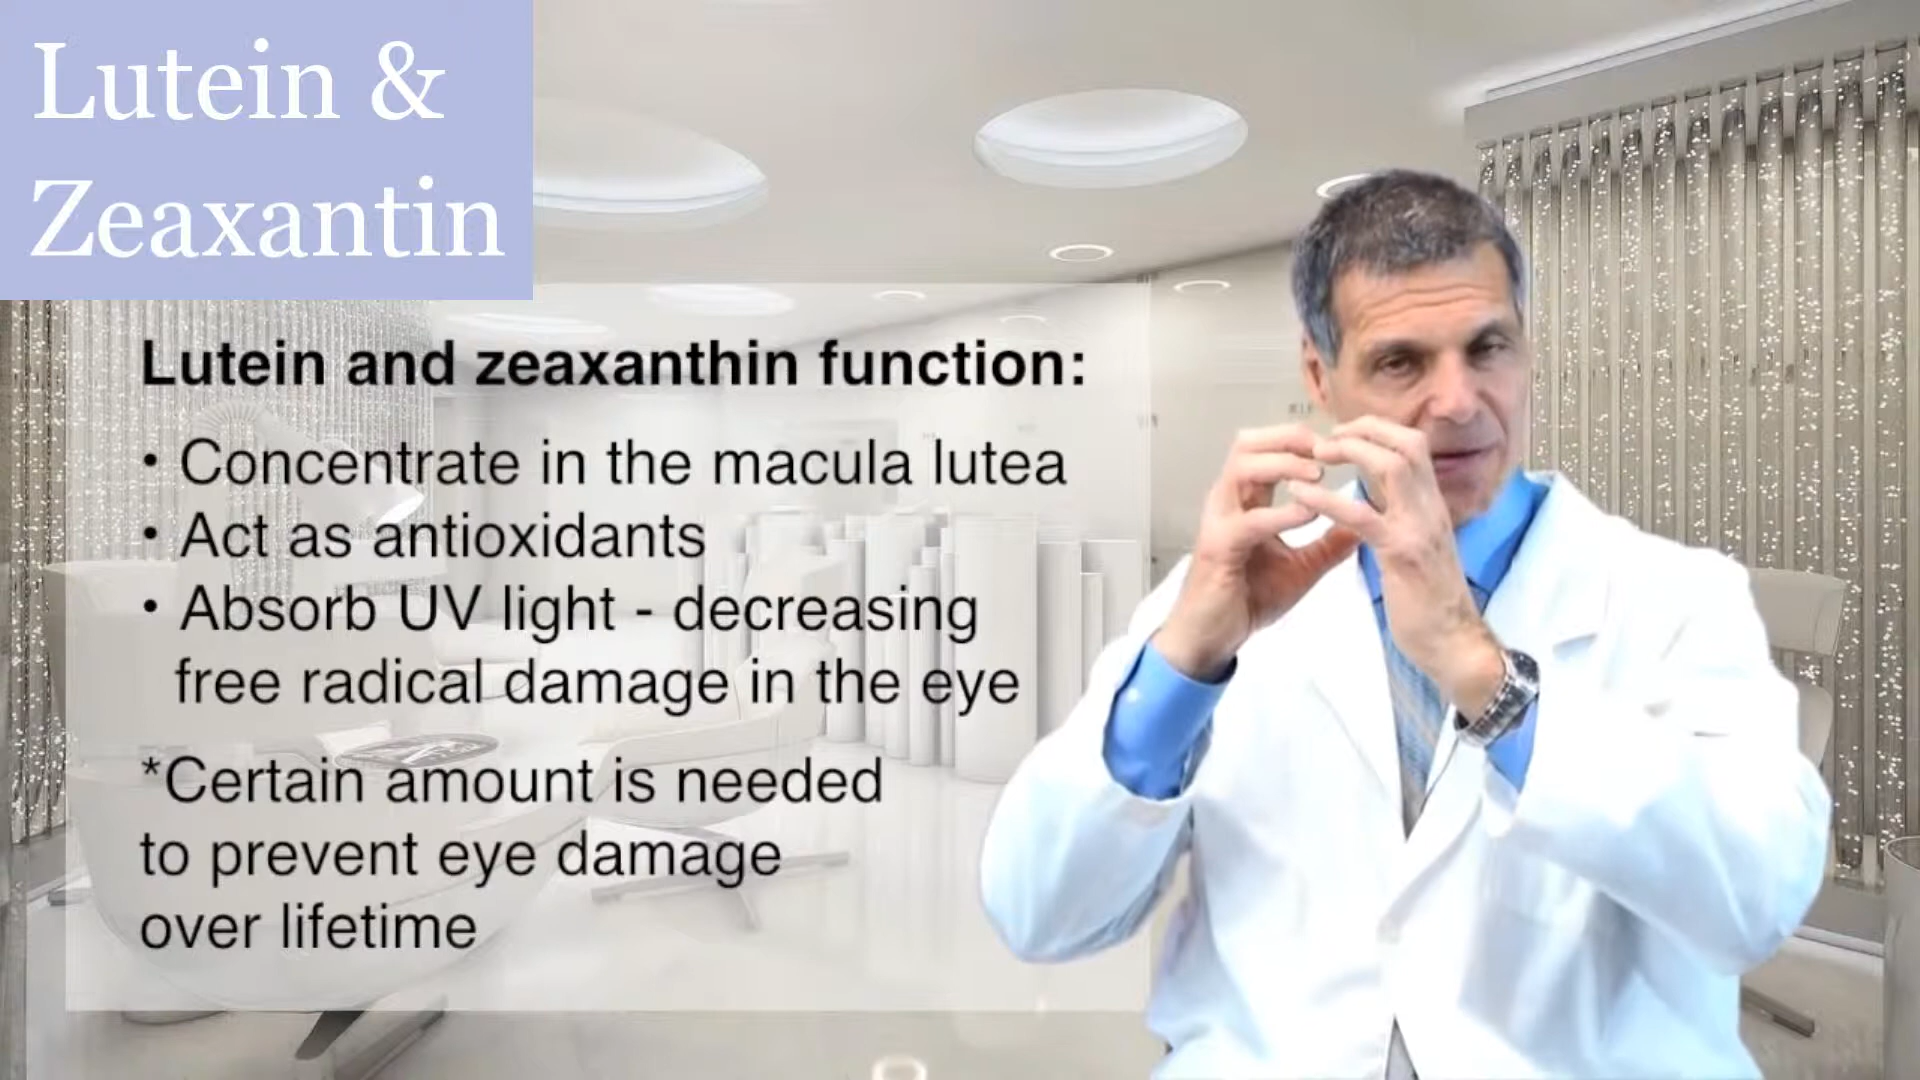 Lutein &
Zeaxantin
Lutein and zeaxanthin function:
• Concentrate in the macula lutea
• Act as antioxidants
• Absorb UV light - decreasing
free radical damage in the eye
*Certain amount is needed
to prevent eye damage
over lifetime